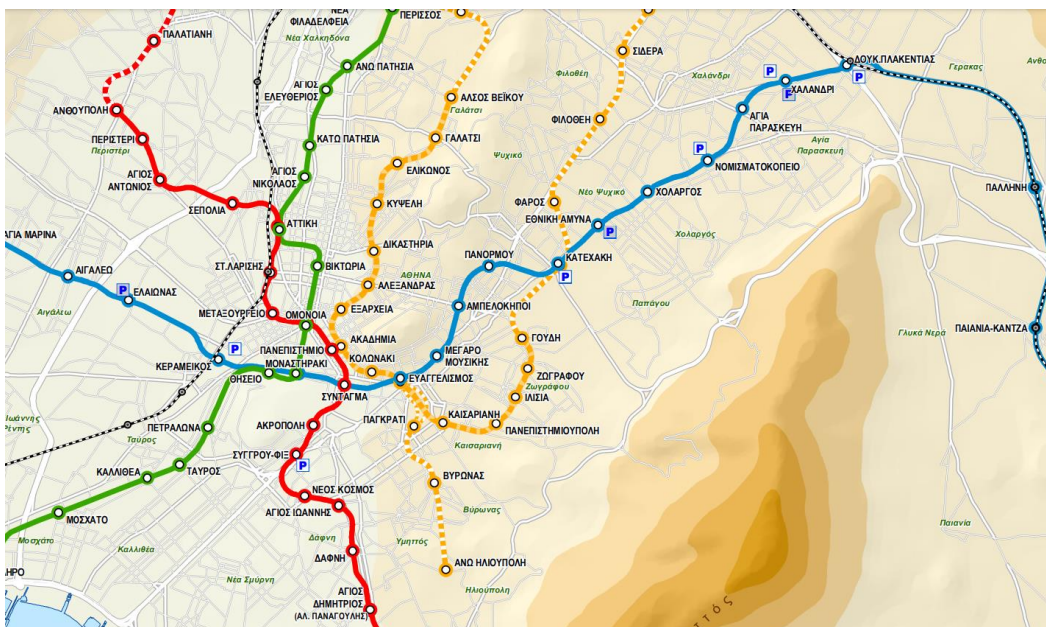 ΝΕΑ
ΦΙΛΑΔΕΛΦΕΙΑ
ΠΕΡΙΣΣΟΣ
ΠΑΛΑΤΙΑΝΗ
Νέα Χαλκηδόνα
ΣΙΔΕΡΑ
ΔΟΥΚ.ΠΛΑΚΕΝΤΙΑΣ
ΑΝΩ ΠΑΤΗΣΙΑ
Φιλοθέη
Χαλάνδρι
P
P
Γέρακας
Ανθο
ΧΑΛΑΝΔΡΙ
P
ΑΓΙΟΣ
ΕΛΕΥΘΕΡΙΟΣ
ΑΛΣΟΣ ΒΕΪΚΟΥ
Γαλάτσι
ΑΝΘΟΥΠΟΛΗ
ΑΓΙΑ
ΠΑΡΑΣΚΕΥΗ
ΦΙΛΟΘΕΗ
ΠΕΡΙΣΤΕΡΙ
Περιστέρι
ΚΑΤΩ ΠΑΤΗΣΙΑ
ΓΑΛΑΤΣΙ
Ψυχικό
Αγία
Παρασκευή
P
ΝΟΜΙΣΜΑΤΟΚΟΠΕΙΟ
ΕΛΙΚΩΝΟΣ
ΑΓΙΟΣ
ΑΝΤΩΝΙΟΣ
ΑΓΙΟΣ
ΝΙΚΟΛΑΟΣ
Νέο Ψυχικό
ΧΟΛΑΡΓΟΣ
ΠΑΛΛΗΝΗ
ΣΕΠΟΛΙΑ
ΚΥΨΕΛΗ
ΦΑΡΟΣ
ΕΘΝΙΚΗ ΑΜΥΝΑ
P
ΑΤΤΙΚΗ
Χολαργός
ΑΓΙΑ ΜΑΡΙΝΑ
ΔΙΚΑΣΤΗΡΙΑ
ΚΑΤΕΧΑΚΗ
P
ΠΑΝΟΡΜΟΥ
ΑΙΓΑΛΕΩ
ΣΤ.ΛΑΡΙΣΗΣ
ΒΙΚΤΩΡΙΑ
ΑΘΗΝΑ
ΑΛΕΞΑΝΔΡΑΣ
P
ΕΛΑΙΩΝΑΣ
Αιγάλεω
Παπάγου
ΜΕΤΑΞΟΥΡΓΕΙΟ
ΟΜΟΝΟΙΑ
ΕΞΑΡΧΕΙΑ
ΑΜΠΕΛΟΚΗΠΟΙ
Γλυκά Νερά
ΠΑΙΑΝΙΑ-ΚΑΝΤΖΑ
ΓΟΥΔΗ
ΑΚΑΔΗΜΙΑ
P
ΠΑΝΕΠΙΣΤΗΜΙΟ
ΚΟΛΩΝΑΚΙ
ΜΕΓΑΡΟ
ΜΟΥΣΙΚΗΣ
ΚΕΡΑΜΕΙΚΟΣ
ΜΟΝΑΣΤΗΡΑΚΙ
ΘΗΣΕΙΟ
ΕΥΑΓΓΕΛΙΣΜΟΣ
ΖΩΓΡΑΦΟΥ
Ζωγράφου
ΙΛΙΣΙΑ
ΣΥΝΤΑΓΜΑ
Ιωάννης
Ρέντης
ΠΕΤΡΑΛΩΝΑ
Ταύρος
ΑΚΡΟΠΟΛΗ
ΠΑΓΚΡΑΤΙ
ΚΑΙΣΑΡΙΑΝΗ
ΠΑΝΕΠΙΣΤΗΜΙΟΥΠΟΛΗ
Καισαριανή
ΣΥΓΓΡΟΥ-ΦΙΞ
P
ΤΑΥΡΟΣ
ΚΑΛΛΙΘΕΑ
ΒΥΡΩΝΑΣ
ΝΕΟΣ ΚΟΣΜΟΣ
ΑΓΙΟΣ ΙΩΑΝΝΗΣ
Βύρωνας
ΜΟΣΧΑΤΟ
Μοσχάτο
Καλλιθέα
Δάφνη
Υμηττός
Παιανία
ΔΑΦΝΗ
ΛΗΡΟ
Νέα Σμύρνη
ΑΝΩ ΗΛΙΟΥΠΟΛΗ
Ηλιούπολη
ΑΓΙΟΣ
ΔΗΜΗΤΡΙΟΣ
(ΑΛ. ΠΑΝΑΓΟΥΛΗΣ)
ττός